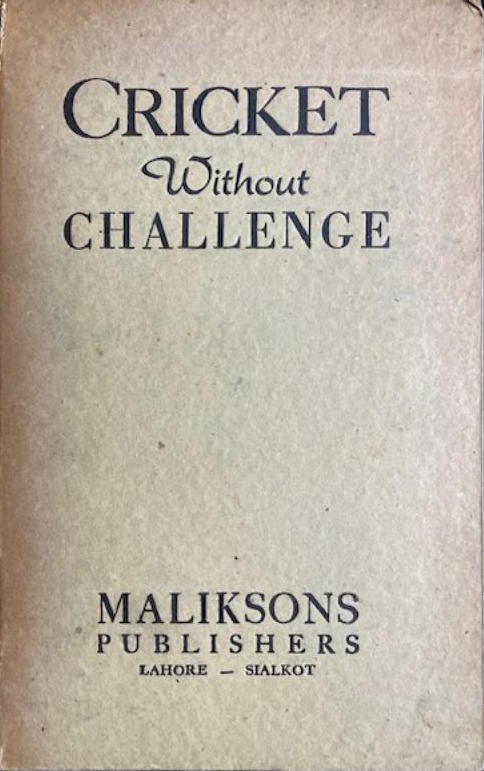 CRICKET
Without
CHALLENGE
MALIKSONS
PUBLISHERS
LAHORE — SIALKOT